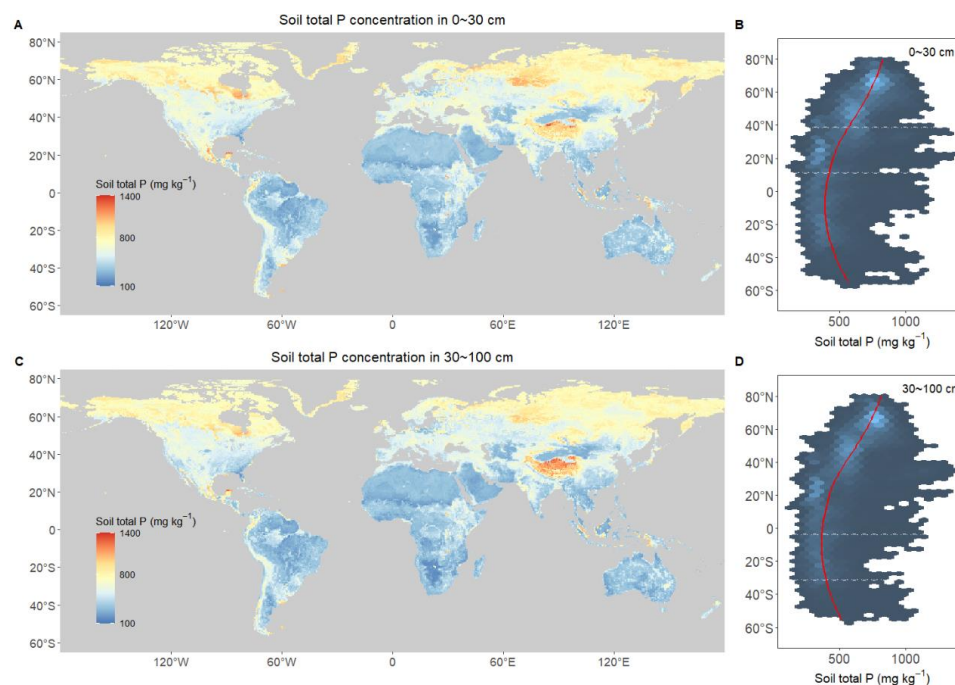 A
Soil total P concentration in 0~30 cm
80°N
60°N
40°N
20°N
0
20°S
40°S
60°S
Soil total P (mg kg⁻¹)
1400
800
100
120°W
60°W
0
60°E
120°E
B
0~30 cm
80°N
60°N
40°N
20°N
0
20°S
40°S
60°S
500
1000
Soil total P (mg kg⁻¹)
C
Soil total P concentration in 30~100 cm
80°N
60°N
40°N
20°N
0
20°S
40°S
60°S
Soil total P (mg kg⁻¹)
1400
800
100
120°W
60°W
0
60°E
120°E
D
30~100 cm
80°N
60°N
40°N
20°N
0
20°S
40°S
60°S
500
1000
Soil total P (mg kg⁻¹)